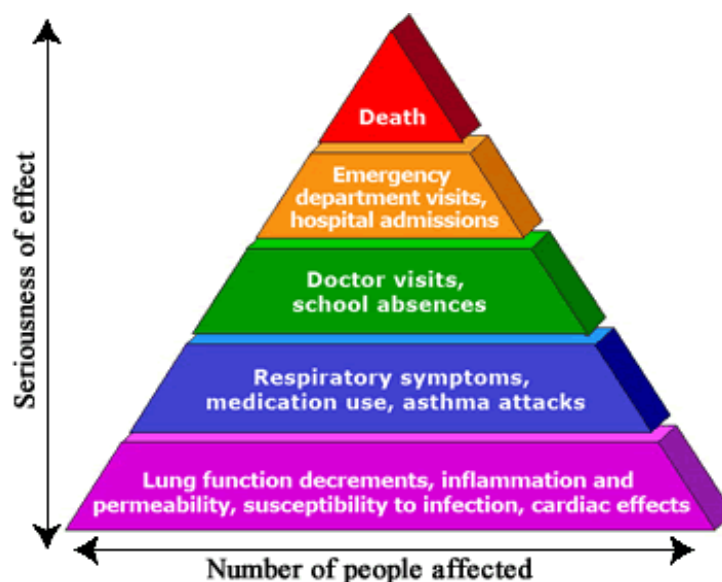 Seriousness of effect
Death
Emergency
department visits,
hospital admissions
Doctor visits,
school absences
Respiratory symptoms,
medication use, asthma attacks
Lung function decrements, inflammation and
permeability, susceptibility to infection, cardiac effects
Number of people affected